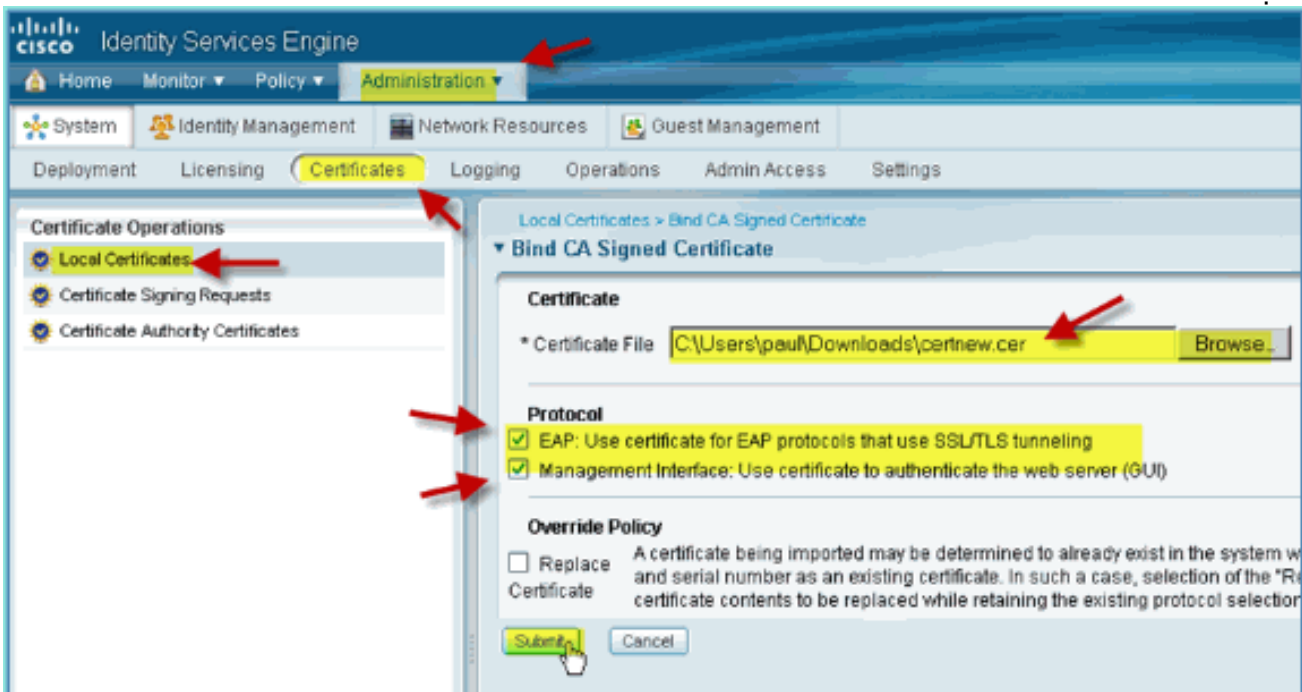 CISCO Identity Services Engine
Home Monitor Policy Administration
System Identity Management Network Resources Guest Management
Deployment Licensing Certificates Logging Operations Admin Access Settings
Certificate Operations
Local Certificates
Certificate Signing Requests
Certificate Authority Certificates
Local Certificates > Bind CA Signed Certificate
Bind CA Signed Certificate
Certificate
* Certificate File C:\Users\paul\Downloads\certnew.cer Browse...
Protocol
EAP: Use certificate for EAP protocols that use SSL/TLS tunneling
Management Interface: Use certificate to authenticate the web server (GUI)
Override Policy
Replace Certificate
A certificate being imported may be determined to already exist in the system w
and serial number as an existing certificate. In such a case, selection of the "Re
certificate contents to be replaced while retaining the existing protocol selection
Submit Cancel